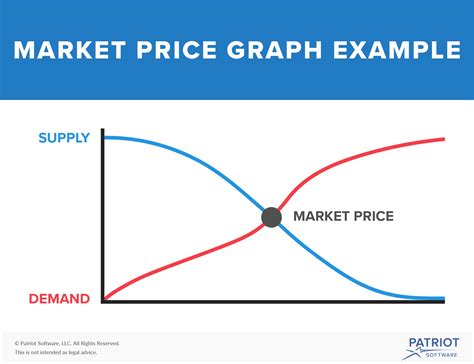 MARKET PRICE GRAPH EXAMPLE
SUPPLY
MARKET PRICE
DEMAND
© Patriot Software, LLC. All Rights Reserved.
This is not intended as legal advice.
PATRIOT
SOFTWARE